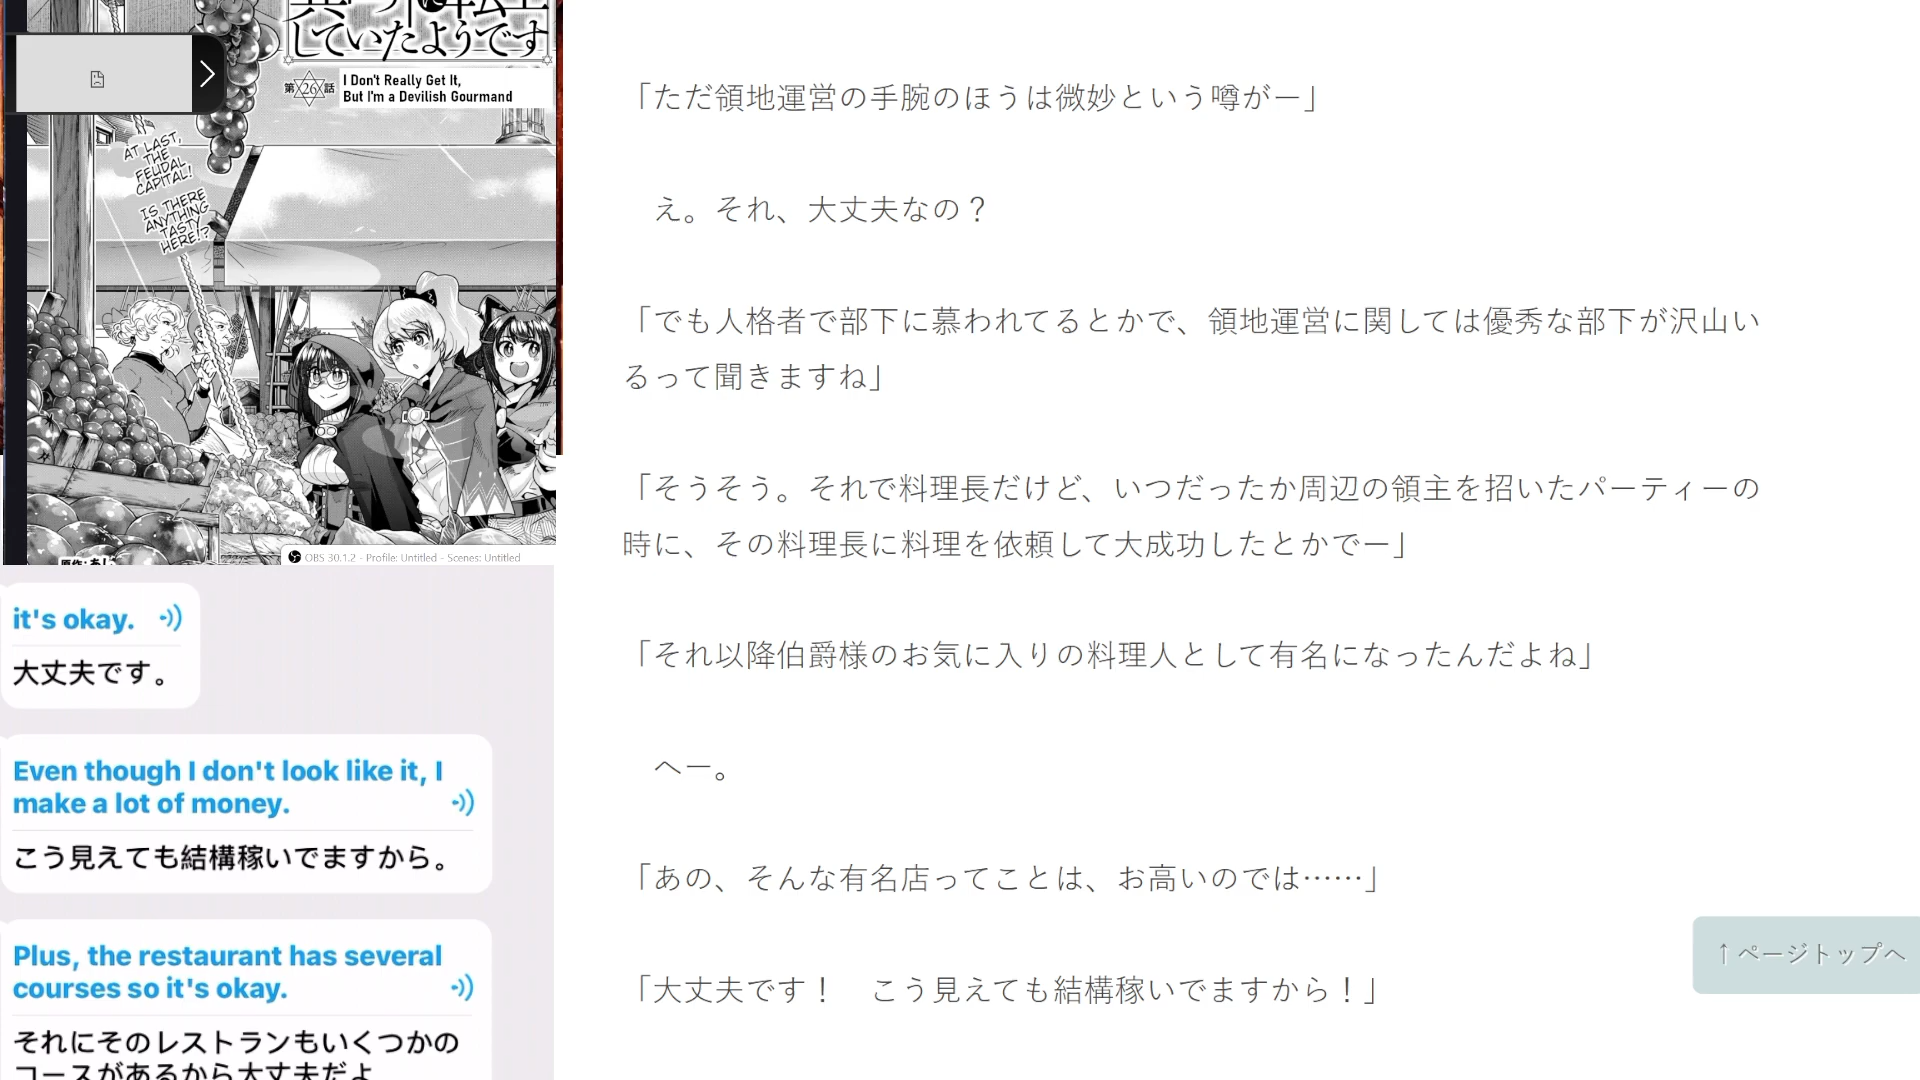 していたようです
第26話
I Don't Really Get It,
But I'm a Devilish Gourmand
AT LAST,
THE
FEUDAL
CAPITAL!
IS THERE
ANYTHING
TASTY
HERE!?
OBS 30.1.2 - Profile: Untitled - Scenes: Untitled
it's okay.
大丈夫です。
Even though I don't look like it, I
make a lot of money.
こう見えても結構稼いでますから。
Plus, the restaurant has several
courses so it's okay.
それにそのレストランもいくつかの
コースがあるから大丈夫だよ
「ただ領地運営の手腕のほうは微妙という噂がー」
え。それ、大丈夫なの？
「でも人格者で部下に慕われてるとかで、領地運営に関しては優秀な部下が沢山い
るって聞きますね」
「そうそう。それで料理長だけど、いつだったか周辺の領主を招いたパーティーの
時に、その料理長に料理を依頼して大成功したとかでー」
「それ以降伯爵様のお気に入りの料理人として有名になったんだよね」
へー。
「あの、そんな有名店ってことは、お高いのでは……」
「大丈夫です！　こう見えても結構稼いでますから！」
↑ページトップへ